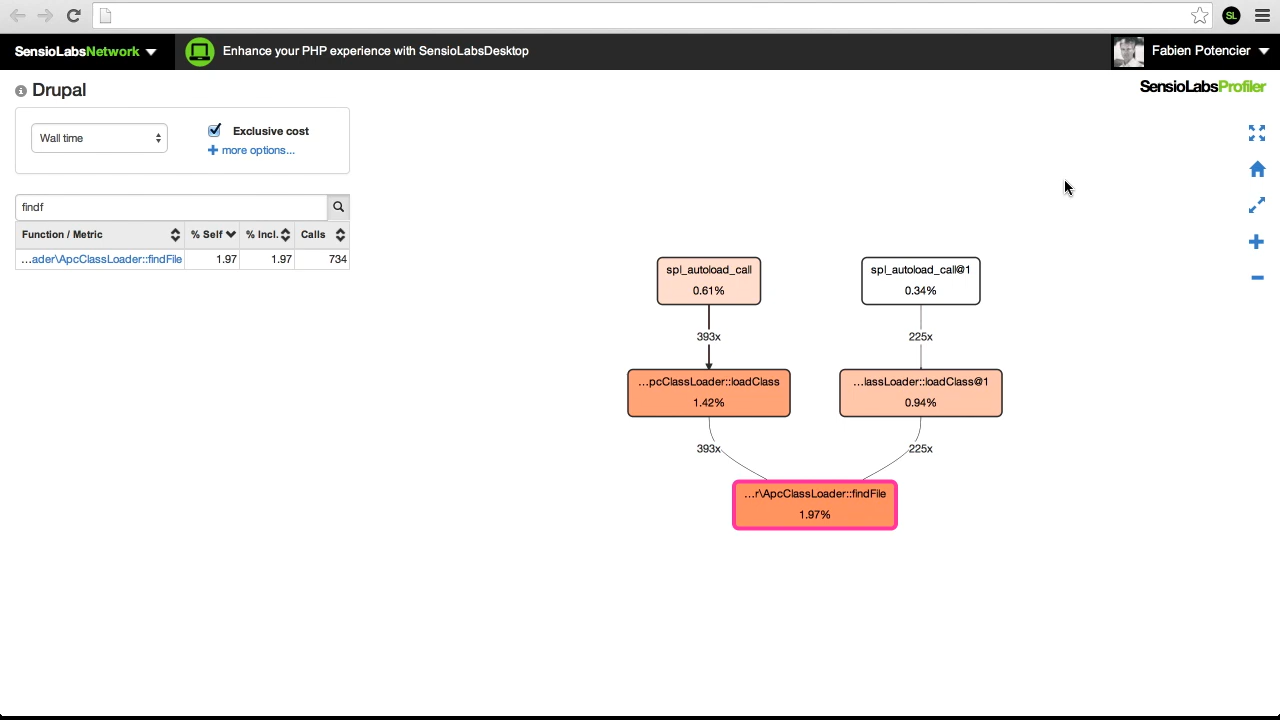 SensioLabsNetwork
Enhance your PHP experience with SensioLabsDesktop
SL
Fabien Potencier
Drupal
SensioLabsProfiler
Wall time
Exclusive cost
more options...
findf
Function / Metric
% Self
% Incl.
Calls
...ader\ApcClassLoader::findFile
1.97
1.97
734
spl_autoload_call
0.61%
spl_autoload_call@1
0.34%
393x
225x
...pcClassLoader::loadClass
1.42%
...lassLoader::loadClass@1
0.94%
393x
225x
...r\ApcClassLoader::findFile
1.97%